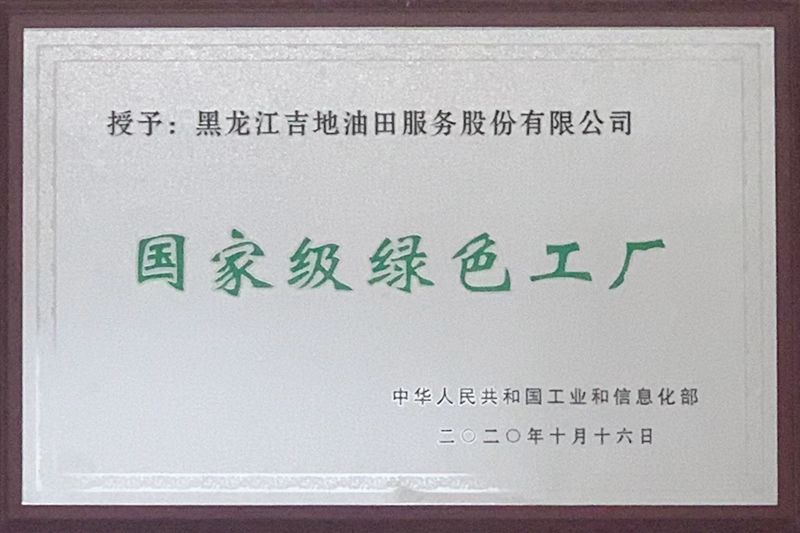 授予：黑龙江吉地油田服务股份有限公司
国家级绿色工厂
中华人民共和国工业和信息化部
二〇二〇年十月十六日